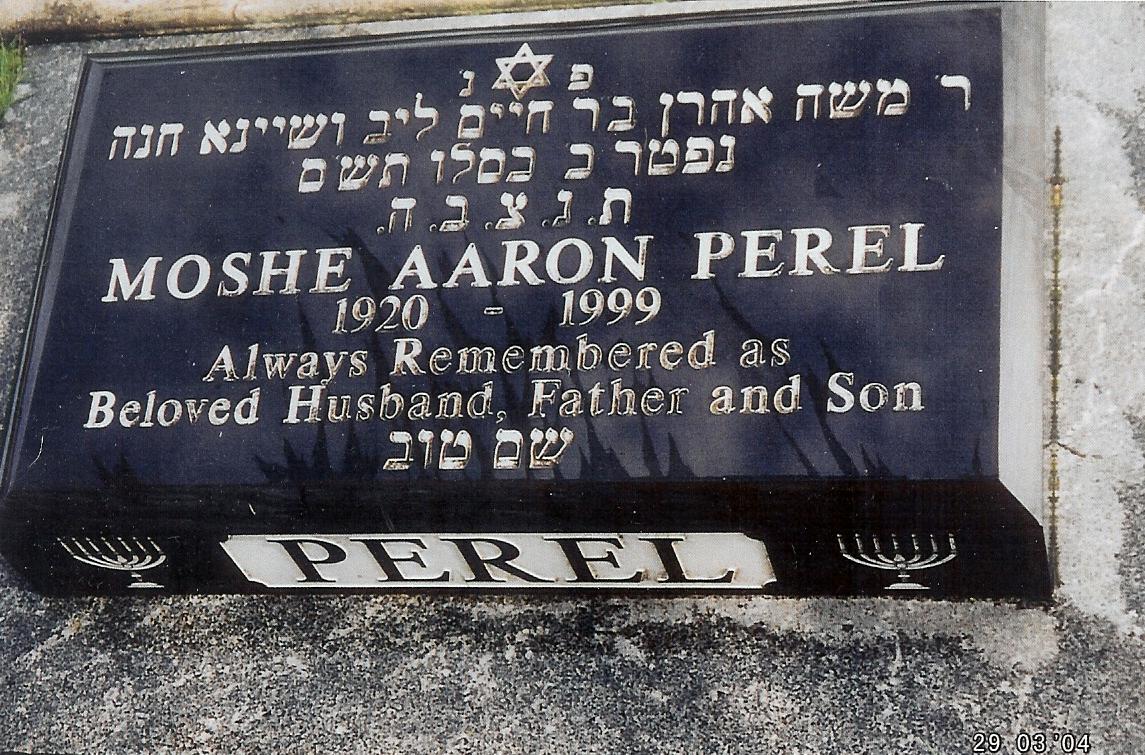 פ נ
ר משה אהרן בר חיים ליב ושיינא חנה
נפטר כ כסלו תשם
ת.נ.צ.ב.ה.
MOSHE AARON PEREL
1920 - 1999
Always Remembered as
Beloved Husband, Father and Son
שם טוב
PEREL
29 03 '04